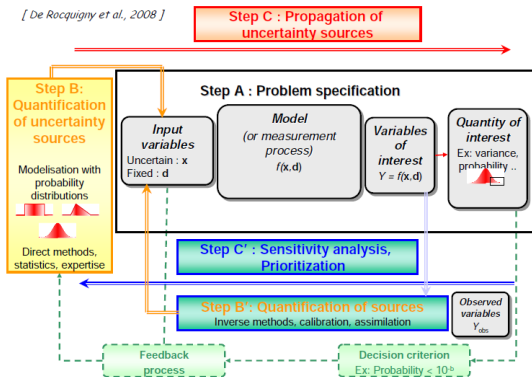 [ De Rocquigny et al., 2008 ]
Step C : Propagation of
uncertainty sources
Step B:
Quantification
of uncertainty
sources
Modelisation with
probability
distributions
Direct methods,
statistics, expertise
Step A : Problem specification
Input
variables
Uncertain : x
Fixed : d
Model
(or measurement
process)
f(x,d)
Variables
of interest
Y = f(x,d)
Quantity of
interest
Ex: variance,
probability ..
Step C' : Sensitivity analysis,
Prioritization
Step B': Quantification of sources
Inverse methods, calibration, assimilation
Observed
variables
Yobs
Feedback
process
Decision criterion
Ex: Probability < 10-b